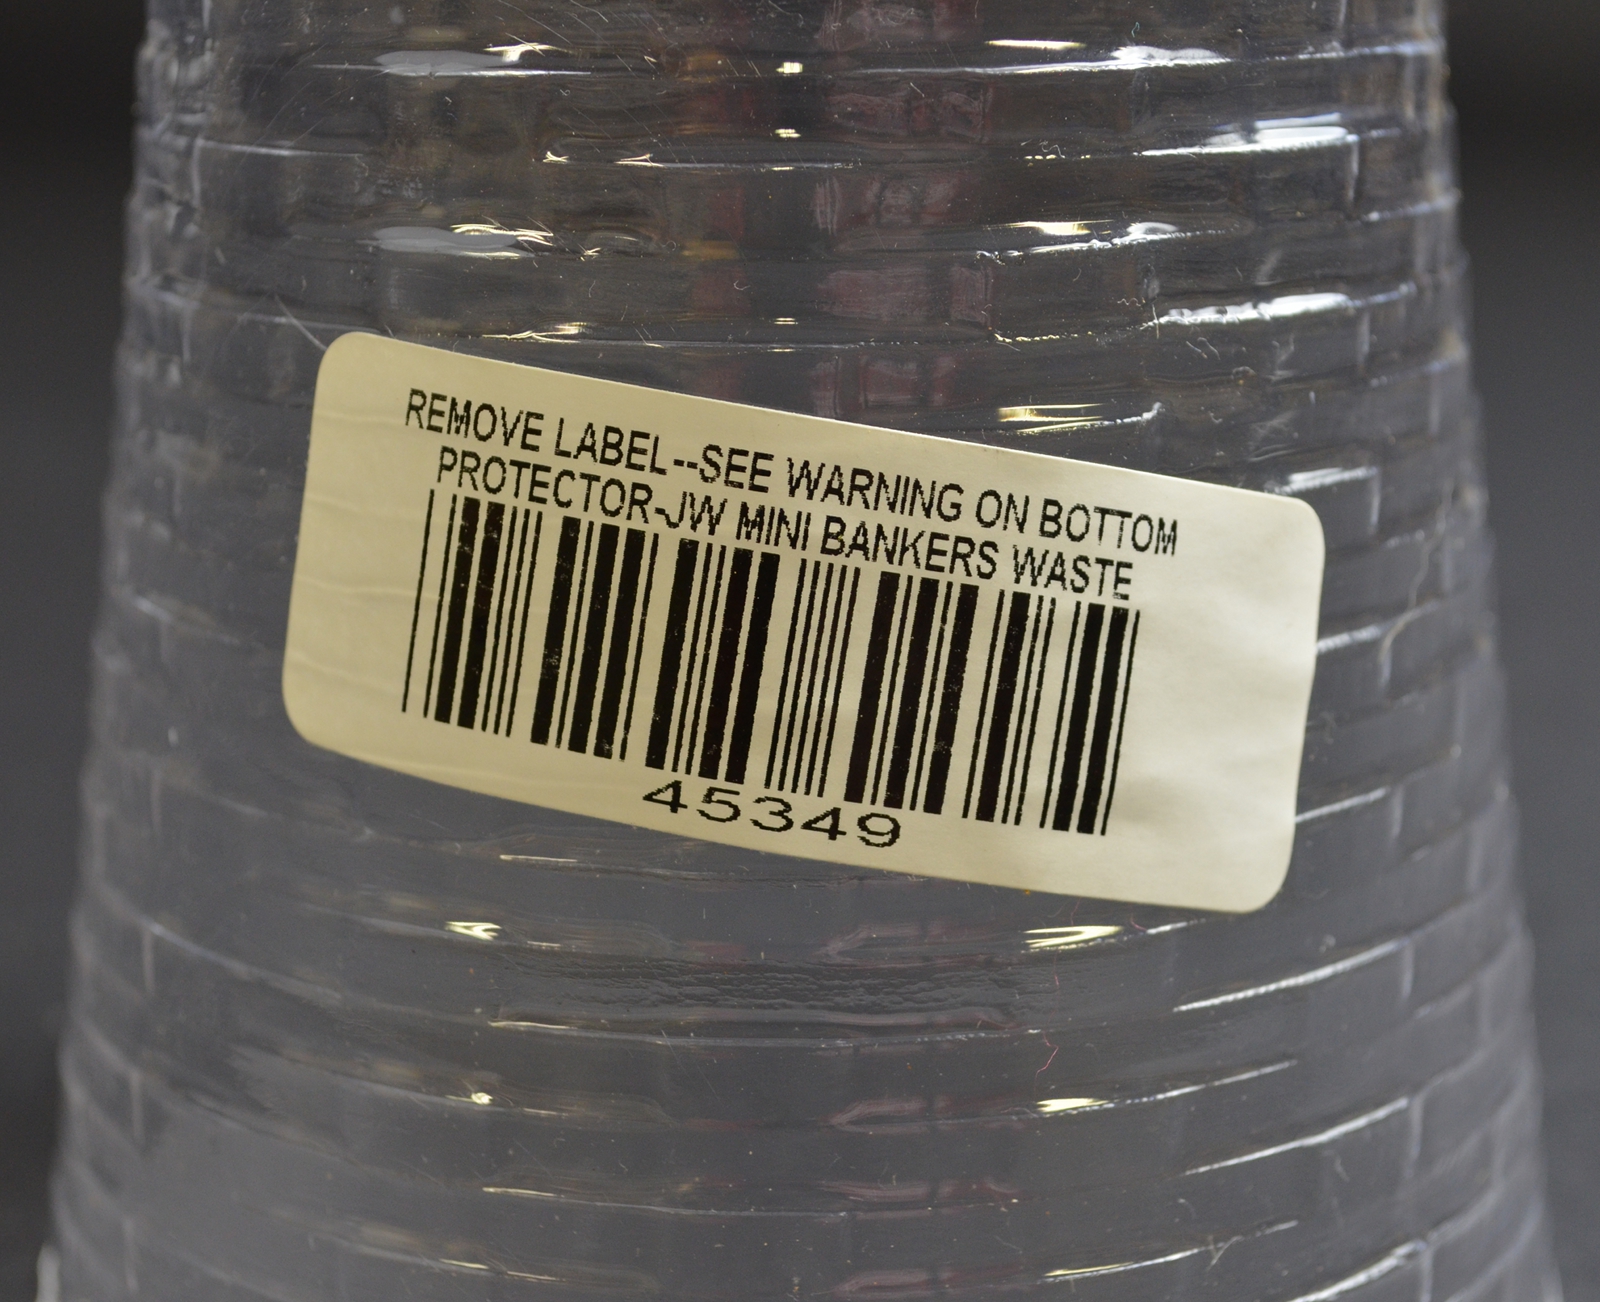 REMOVE LABEL--SEE WARNING ON BOTTOM
PROTECTOR-JW MINI BANKERS WASTE
45349